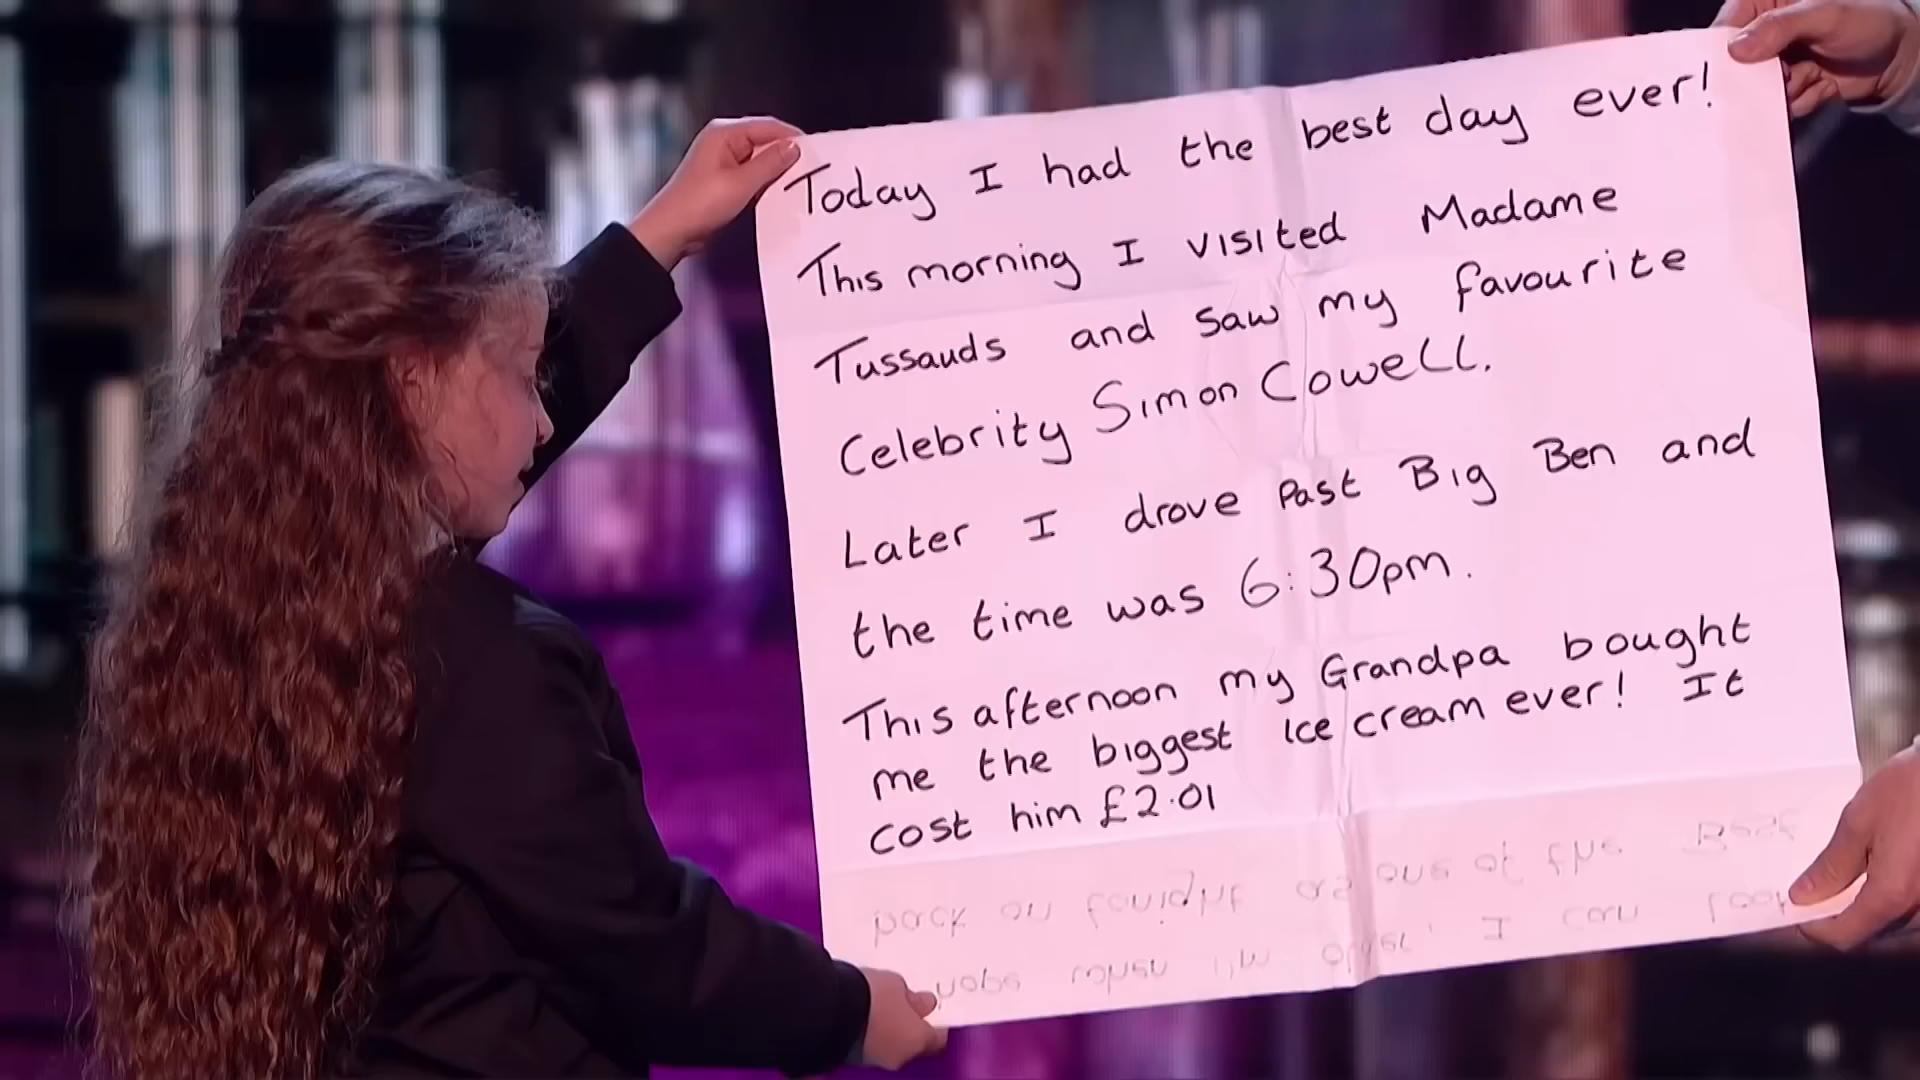 Today I had the best day ever!
This morning I visited Madame
Tussauds and saw my favourite
Celebrity Simon Cowell.
Later I drove past Big Ben and
the time was 6:30pm.
This afternoon my Grandpa bought
me the biggest Ice cream ever! It
cost him £2.01